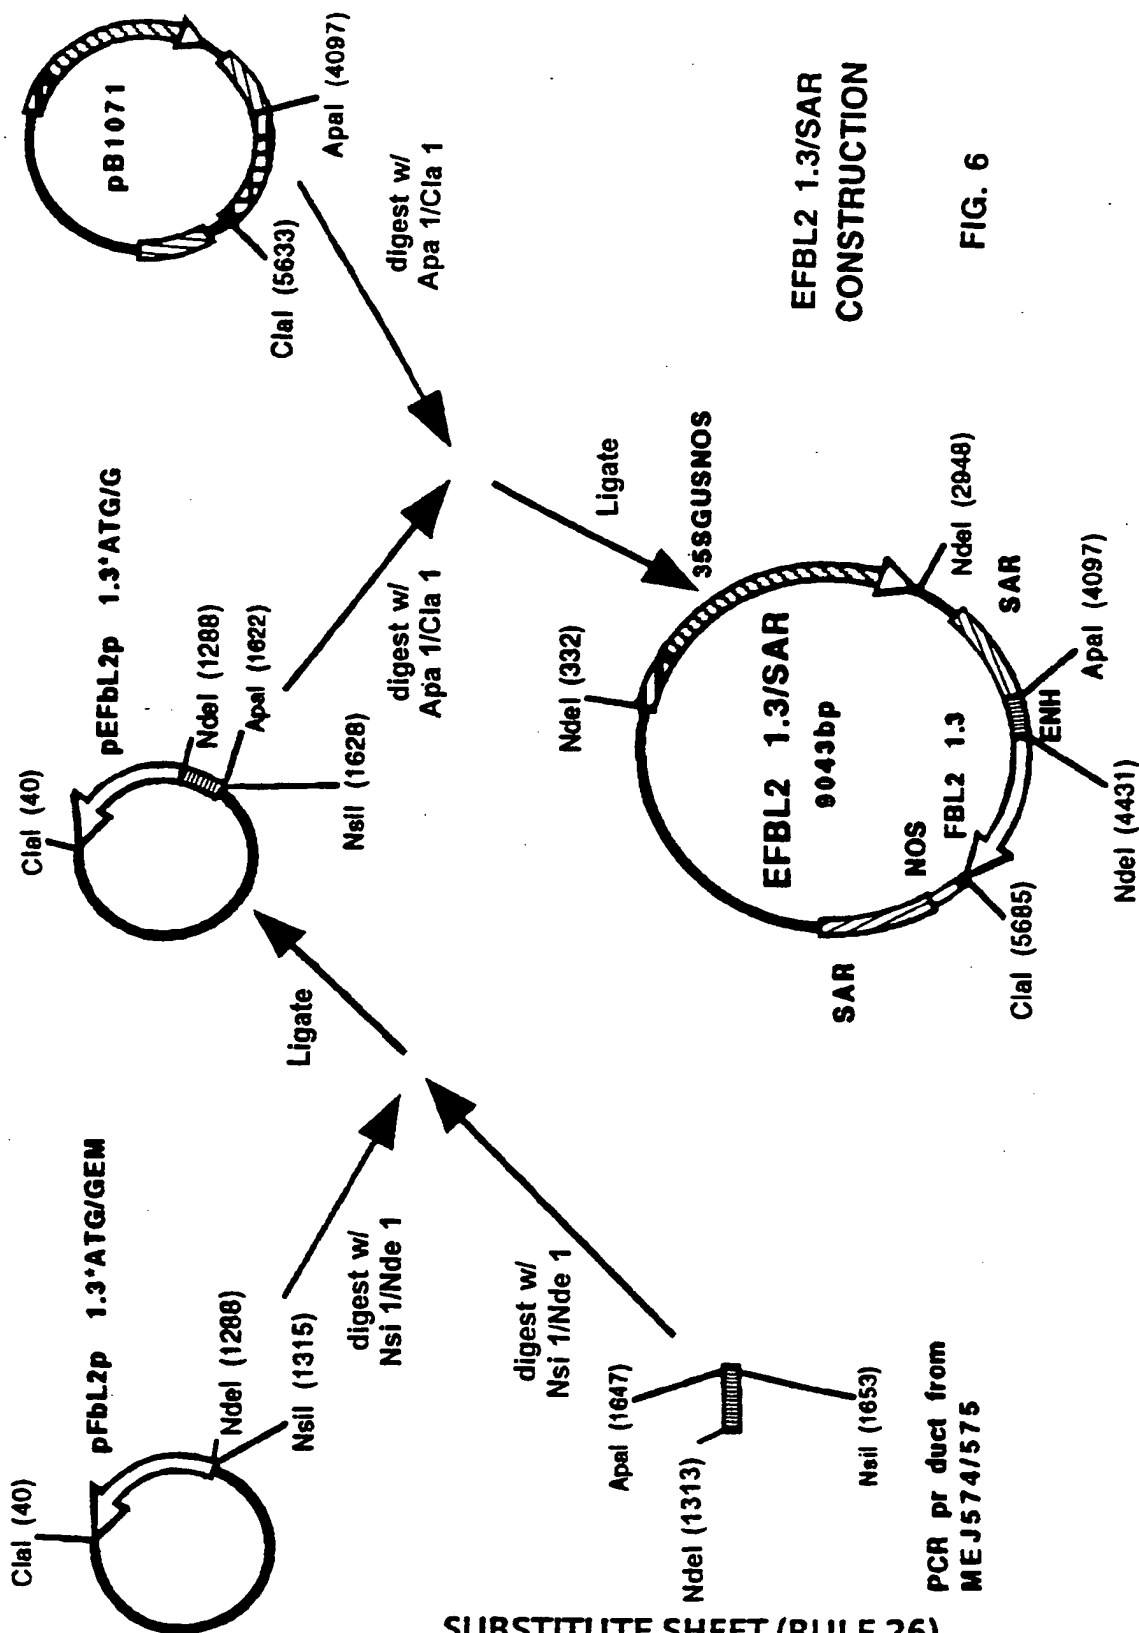 ClaI (40)
pFbL2p 1.3*ATG/GEM
NdeI (1288)
NsiI (1315)
digest w/
Nsi 1/Nde 1
ApaI (1647)
NdeI (1313)
NsiI (1653)
PCR pr duct from
MEJ574/575
digest w/
Nsi 1/Nde 1
Ligate
ClaI (40)
pEFbL2p 1.3*ATG/G
NdeI (1288)
ApaI (1622)
NsiI (1628)
digest w/
Apa 1/Cla 1
pB1071
ApaI (4097)
ClaI (5633)
digest w/
Apa 1/Cla 1
Ligate
35SGUSNOS
NdeI (332)
EFBL2 1.3/SAR
9043bp
NdeI (2948)
SAR
ApaI (4097)
ENH
NdeI (4431)
FBL2 1.3
NOS
ClaI (5685)
SAR
EFBL2 1.3/SAR
CONSTRUCTION
FIG. 6
SUBSTITUTE SHEET (RULE 26)